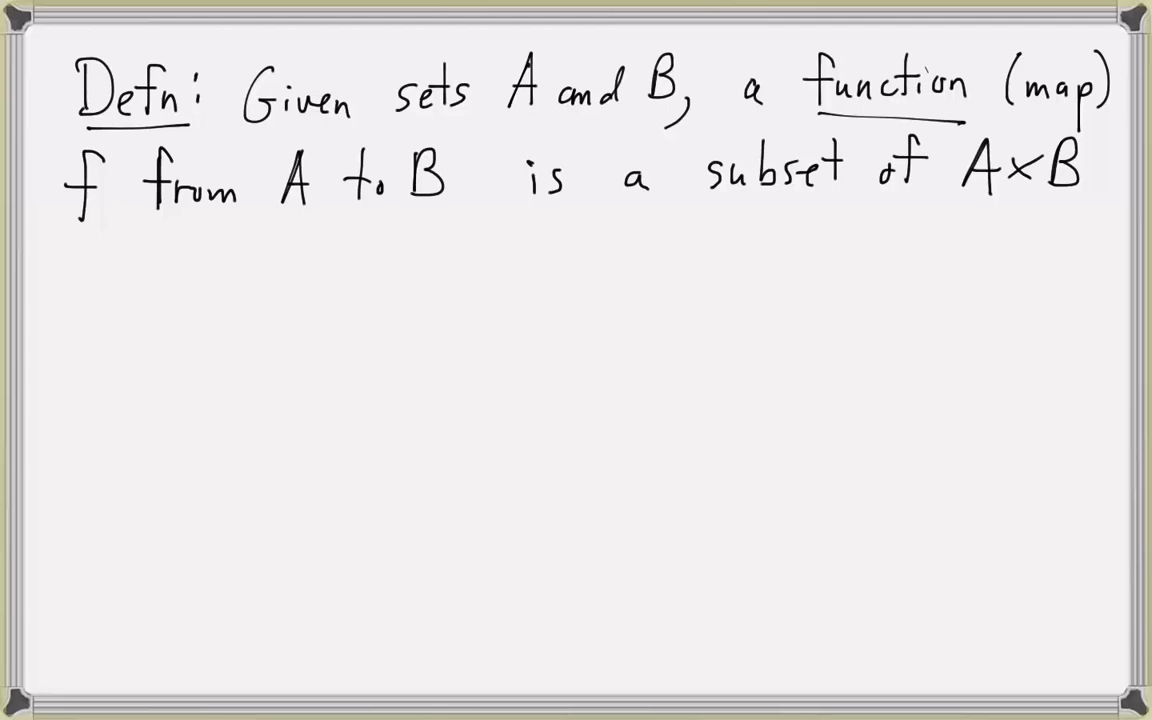 Defn: Given sets A and B, a function (map)
f from A to B is a subset of A×B